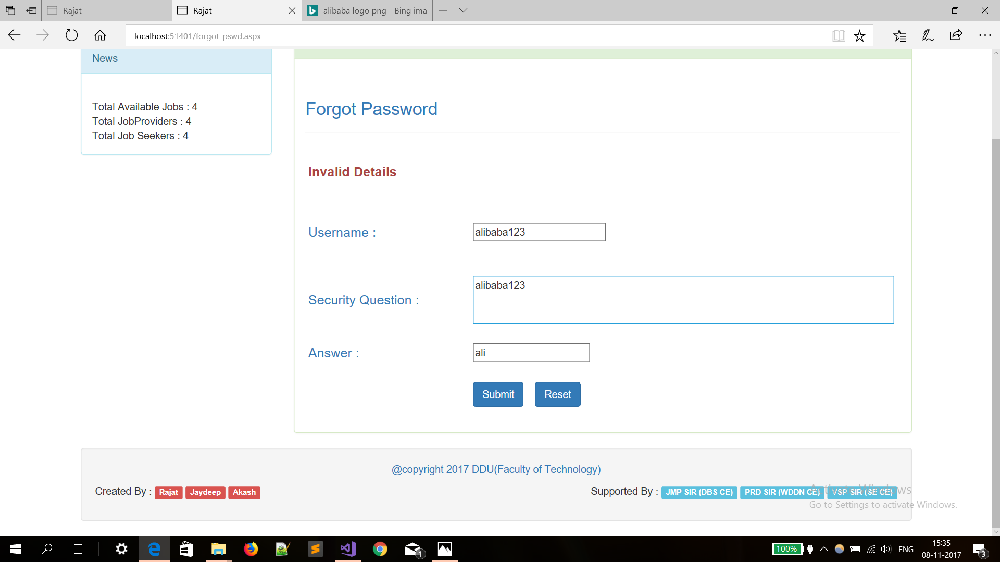 Rajat
Rajat
alibaba logo png - Bing ima
localhost:51401/forgot_pswd.aspx
News
Total Available Jobs : 4
Total JobProviders : 4
Total Job Seekers : 4
Forgot Password
Invalid Details
Username :
alibaba123
Security Question :
alibaba123
Answer :
ali
Submit Reset
@copyright 2017 DDU(Faculty of Technology)
Created By : Rajat Jaydeep Akash
Supported By : JMP SIR (DBS CE) PRD SIR (WDDN CE) VSP SIR (SE CE)
Activate Windows
Go to Settings to activate Windows.
1
100%
ENG
15:35
08-11-2017
3